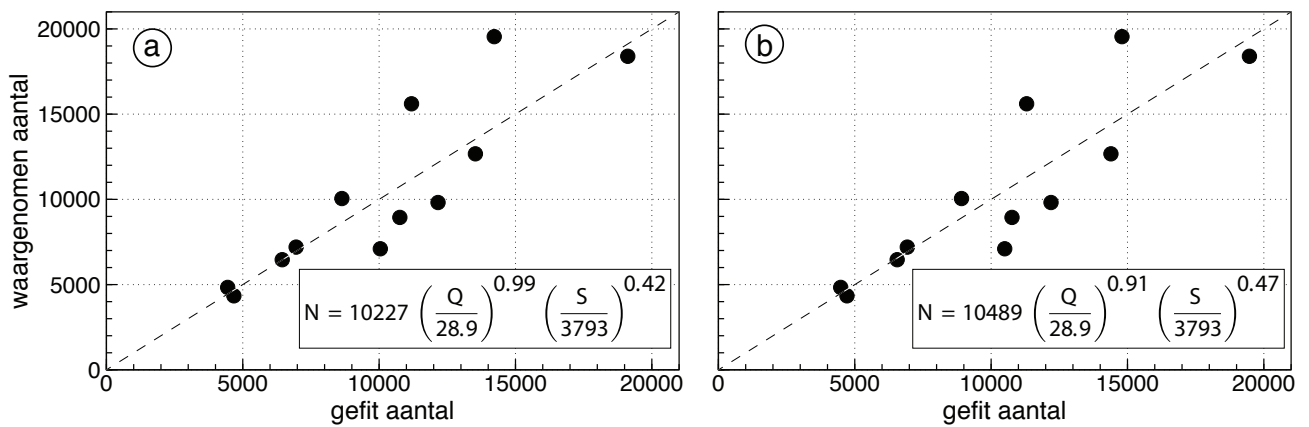 a
b
waargenomen aantal
20000
15000
10000
5000
0
N = 10227 (Q/28.9)^0.99 (S/3793)^0.42
N = 10489 (Q/28.9)^0.91 (S/3793)^0.47
0 5000 10000 15000 20000
0 5000 10000 15000 20000
gefit aantal
gefit aantal